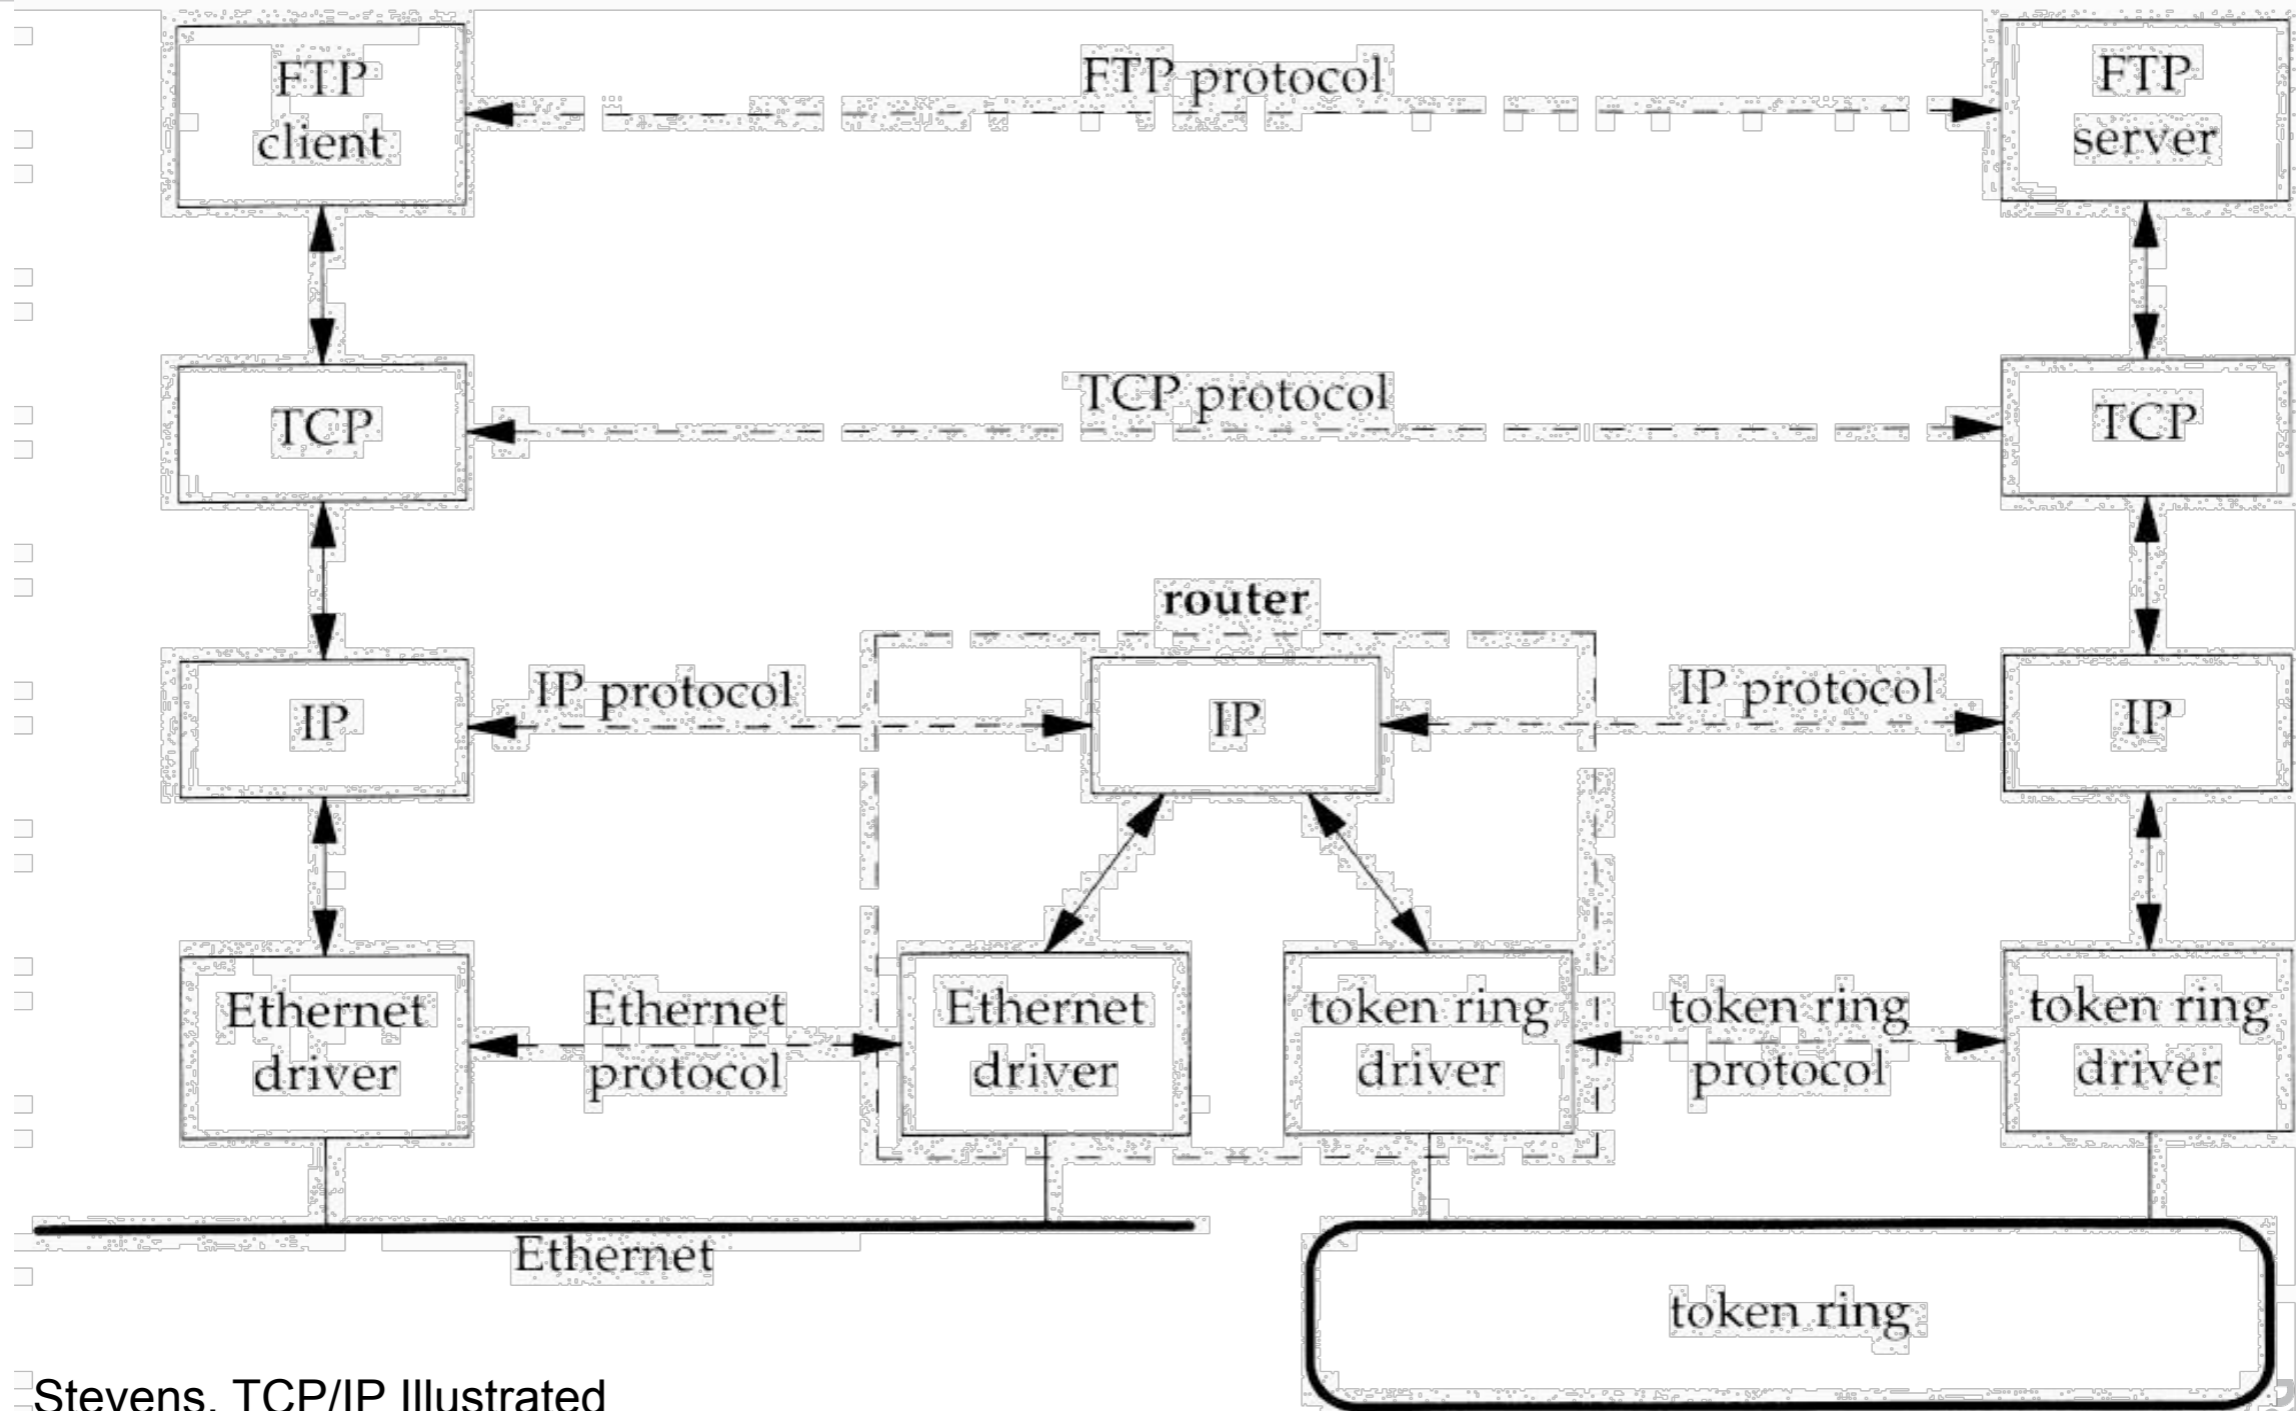 FTP
client
FTP protocol
FTP
server
TCP
TCP protocol
TCP
router
IP
IP protocol
IP
IP protocol
IP
Ethernet
driver
Ethernet
protocol
Ethernet
driver
token ring
driver
token ring
protocol
token ring
driver
Ethernet
token ring
Stevens, TCP/IP Illustrated